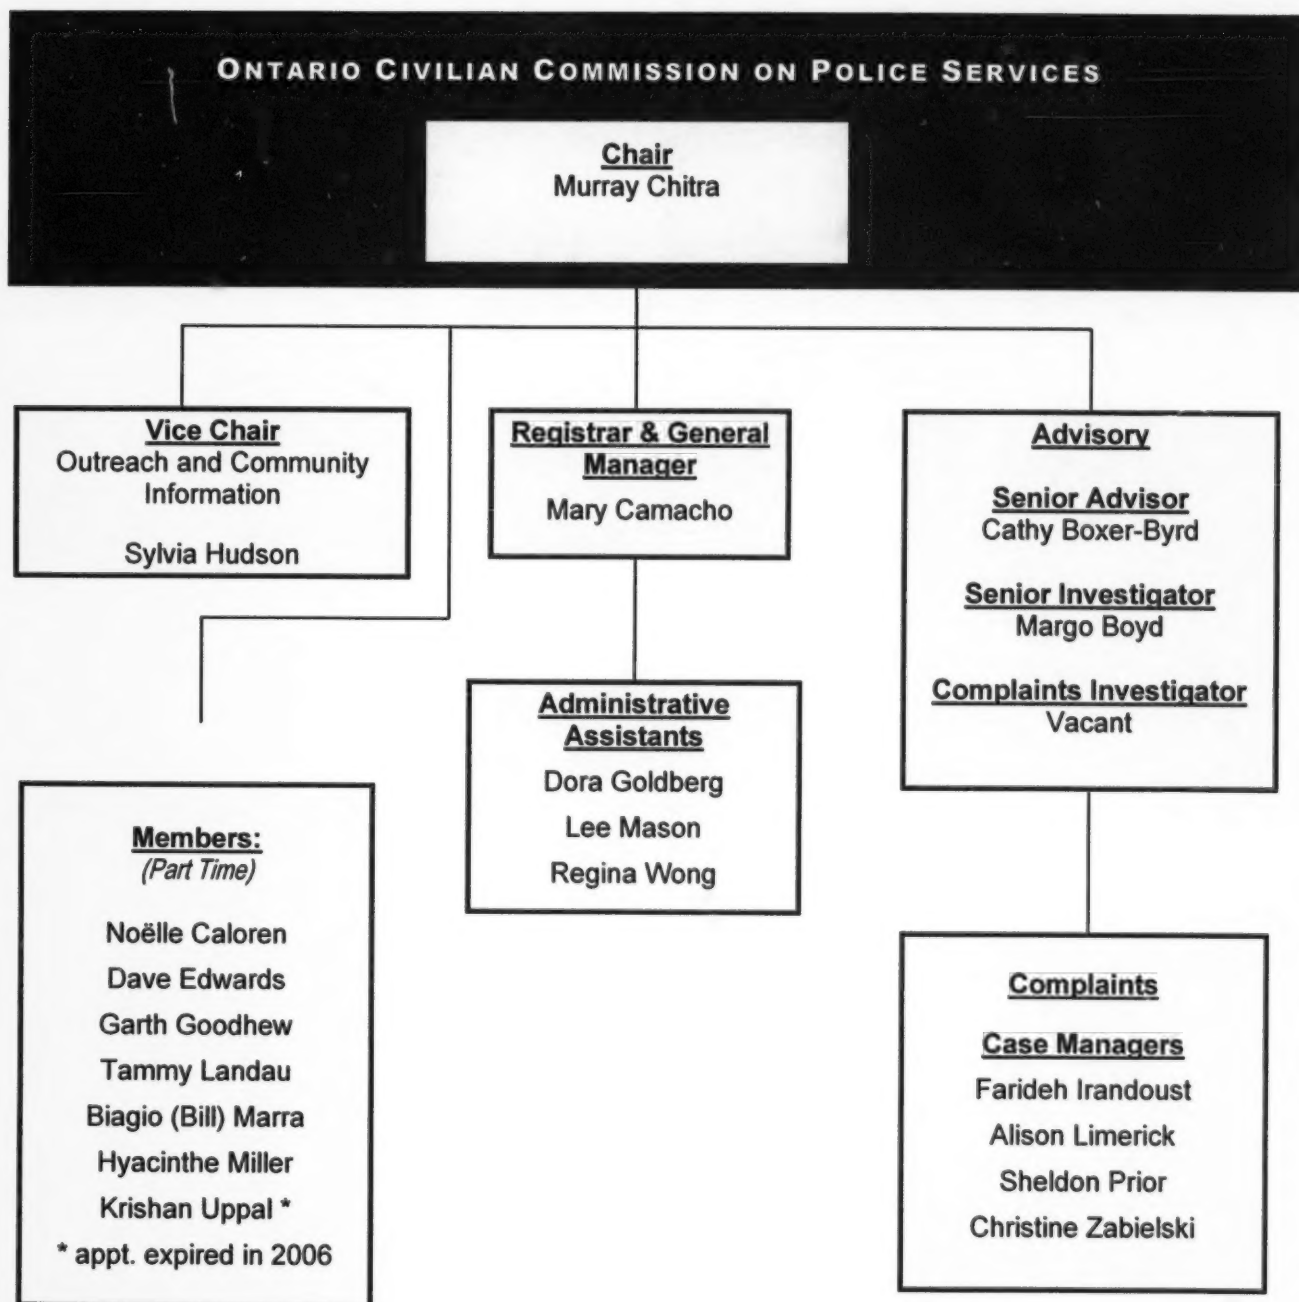 ONTARIO CIVILIAN COMMISSION ON POLICE SERVICES
Chair
Murray Chitra
Vice Chair
Outreach and Community
Information
Sylvia Hudson
Registrar & General
Manager
Mary Camacho
Advisory
Senior Advisor
Cathy Boxer-Byrd
Senior Investigator
Margo Boyd
Complaints Investigator
Vacant
Administrative
Assistants
Dora Goldberg
Lee Mason
Regina Wong
Members:
(Part Time)
Noëlle Caloren
Dave Edwards
Garth Goodhew
Tammy Landau
Biagio (Bill) Marra
Hyacinthe Miller
Krishan Uppal *
* appt. expired in 2006
Complaints
Case Managers
Farideh Irandoust
Alison Limerick
Sheldon Prior
Christine Zabielski